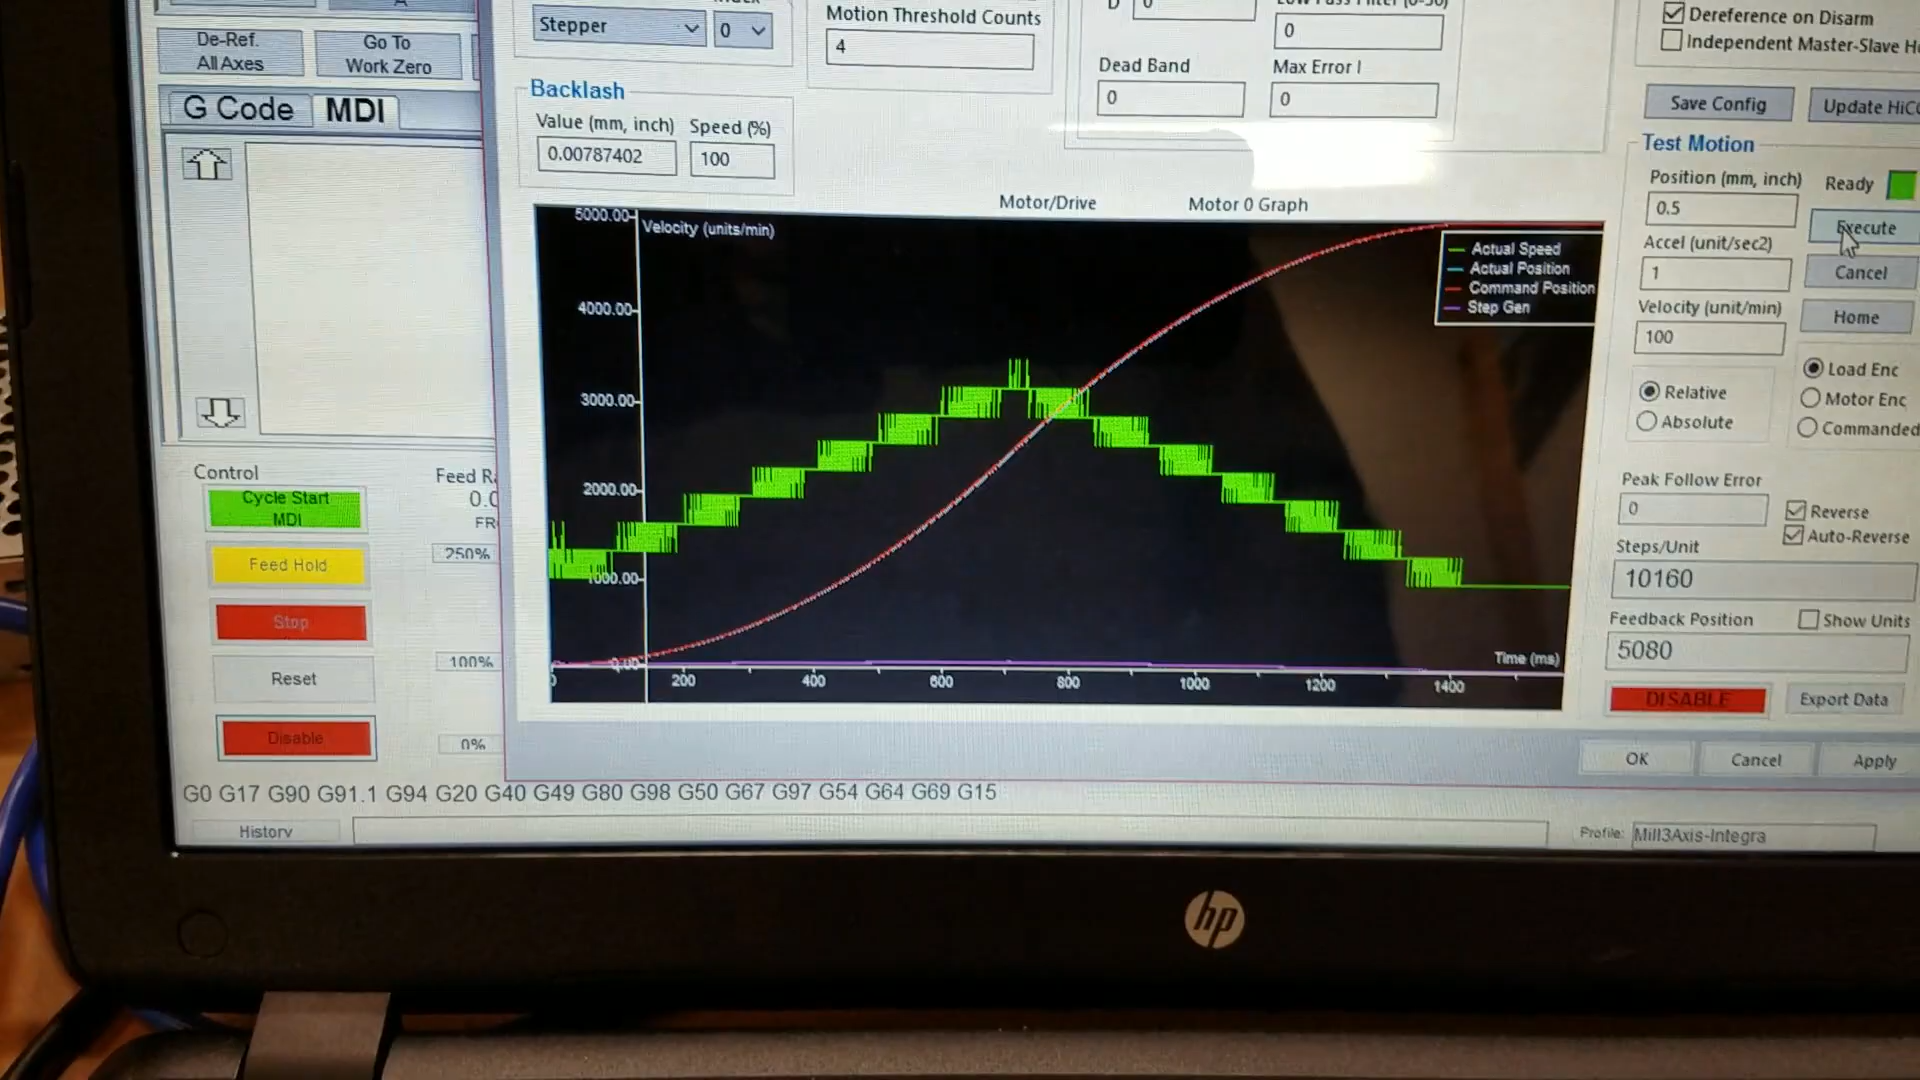 De-Ref.
All Axes
Go To
Work Zero
G Code
MDI
Control
Cycle Start
MDI
Feed Hold
Stop
Reset
Disable
250%
100%
0%
Stepper
0
Motion Threshold Counts
4
Backlash
Value (mm, inch)
Speed (%)
0.00787402
100
0
0
Dead Band
0
Max Error I
0
Motor/Drive
Motor 0 Graph
5000.00
Velocity (units/min)
4000.00
3000.00
2000.00
1000.00
0.00
Actual Speed
Actual Position
Command Position
Step Gen
Time (ms)
0
200
400
600
800
1000
1200
1400
Dereference on Disarm
Independent Master-Slave
Save Config
Update
Test Motion
Position (mm, inch)
Ready
0.5
Execute
Accel (unit/sec2)
1
Cancel
Velocity (unit/min)
100
Home
Relative
Absolute
Load Enc
Motor Enc
Commanded
Peak Follow Error
0
Reverse
Auto-Reverse
Steps/Unit
10160
Feedback Position
Show Units
5080
DISABLE
Export Data
OK
Cancel
Apply
G0 G17 G90 G91.1 G94 G20 G40 G49 G80 G98 G50 G67 G97 G54 G64 G69 G15
History
Profile:
Mill3Axis-Integra
hp